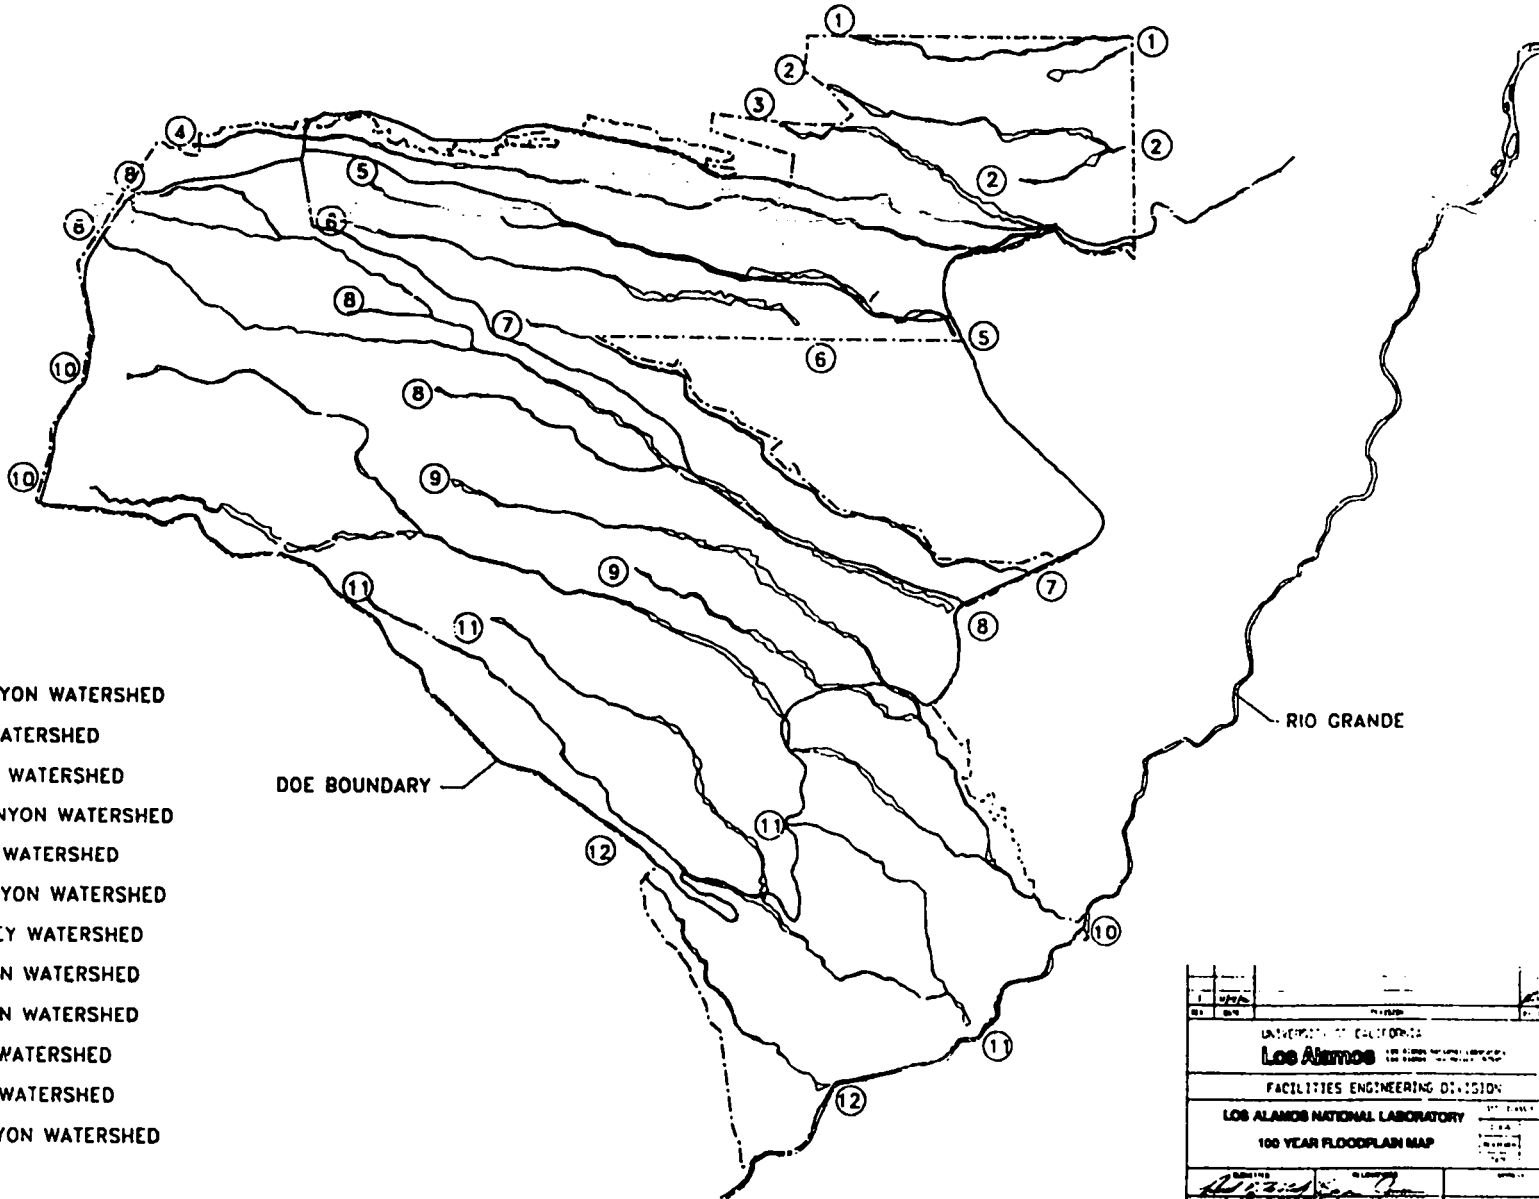 1
1
2
3
2
4
2
8
5
8
6
8
7
5
6
10
8
10
9
9
7
11
8
11
YON WATERSHED
ATERSHED
RIO GRANDE
WATERSHED
DOE BOUNDARY
NYON WATERSHED
11
WATERSHED
12
YON WATERSHED
EY WATERSHED
10
N WATERSHED
N WATERSHED
11
WATERSHED
WATERSHED
12
YON WATERSHED
UNIVERSITY OF CALIFORNIA
Los Alamos
FACILITIES ENGINEERING DIVISION
LOS ALAMOS NATIONAL LABORATORY
100 YEAR FLOODPLAIN MAP